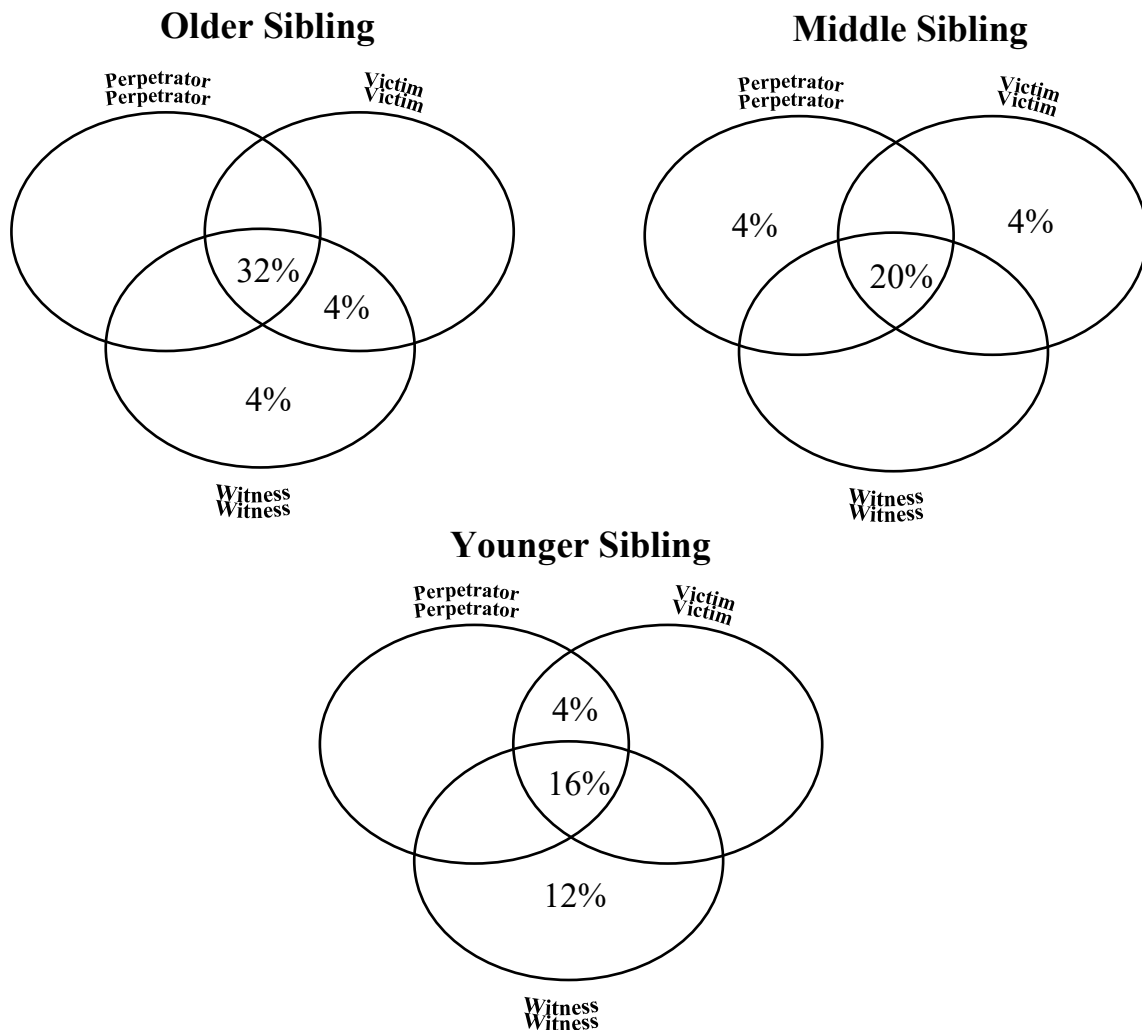 Older Sibling
Perpetrator
Perpetrator
Victim
Victim
32%
4%
4%
Witness
Witness
Middle Sibling
Perpetrator
Perpetrator
Victim
Victim
4%
4%
20%
Witness
Witness
Younger Sibling
Perpetrator
Perpetrator
Victim
Victim
4%
16%
12%
Witness
Witness